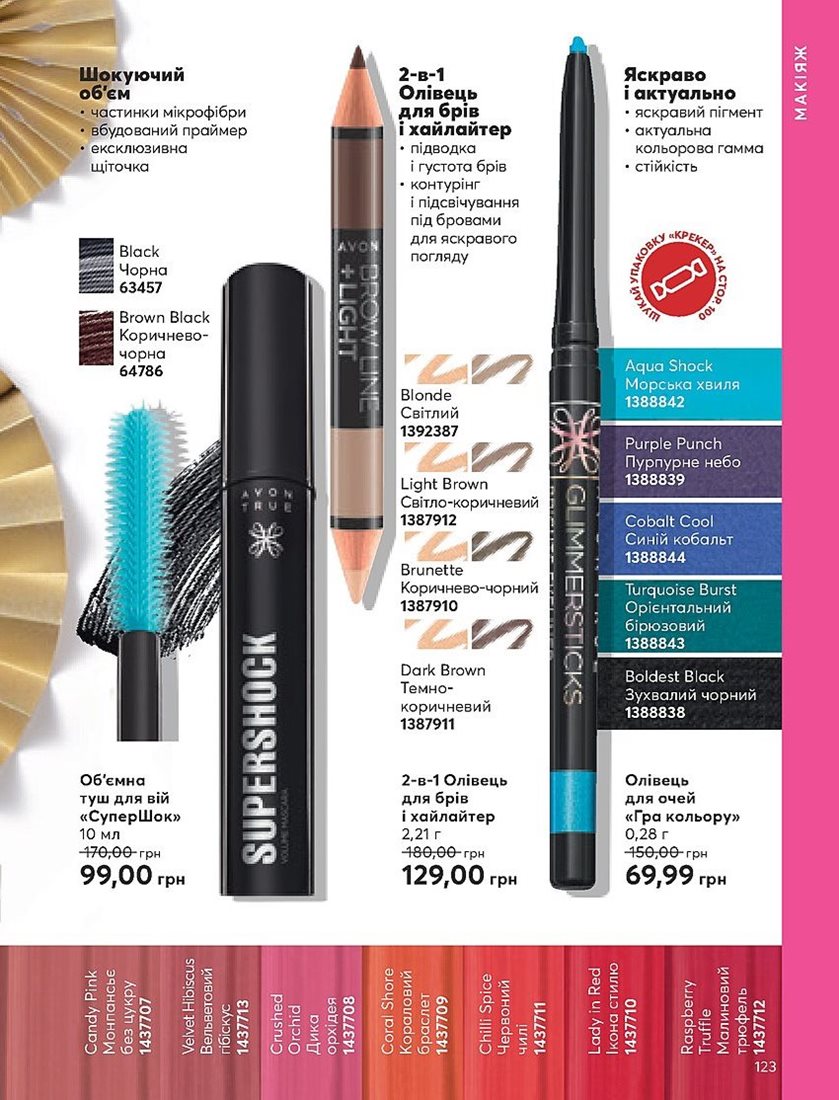 МАКІЯЖ
Шокуючий
об'єм
• частинки мікрофібри
• вбудований праймер
• ексклюзивна
щіточка
Black
Чорна
63457
Brown Black
Коричнево-
чорна
64786
AVON
TRUE
SUPERSHOCK
VOLUME MASCARA
Об'ємна
туш для вій
«СуперШок»
10 мл
170,00 грн
99,00 грн
2-в-1
Олівець
для брів
і хайлайтер
• підводка
і густота брів
• контурінг
і підсвічування
під бровами
для яскравого
погляду
AVON
BROW LINE
+ LIGHT
Blonde
Світлий
1392387
Light Brown
Світло-коричневий
1387912
Brunette
Коричнево-чорний
1387910
Dark Brown
Темно-
коричневий
1387911
2-в-1 Олівець
для брів
і хайлайтер
2,21 г
180,00 грн
129,00 грн
Яскраво
і актуально
• яскравий пігмент
• актуальна
кольорова гамма
• стійкість
ШУКАЙ УПАКОВКУ «КРЕКЕР» НА СТОР. 100
GLIMMERSTICKS
Aqua Shock
Морська хвиля
1388842
Purple Punch
Пурпурне небо
1388839
Cobalt Cool
Синій кобальт
1388844
Turquoise Burst
Орієнтальний
бірюзовий
1388843
Boldest Black
Зухвалий чорний
1388838
Олівець
для очей
«Гра кольору»
0,28 г
150,00 грн
69,99 грн
Candy Pink
Монпансьє
без цукру
1437707
Velvet Hibiscus
Вельветовий
гібіскус
1437713
Crushed
Orchid
Дика
орхідея
1437708
Coral Shore
Кораловий
браслет
1437709
Chilli Spice
Червоний
чилі
1437711
Lady in Red
Ікона стилю
1437710
Raspberry
Truffle
Малиновий
трюфель
1437712
123